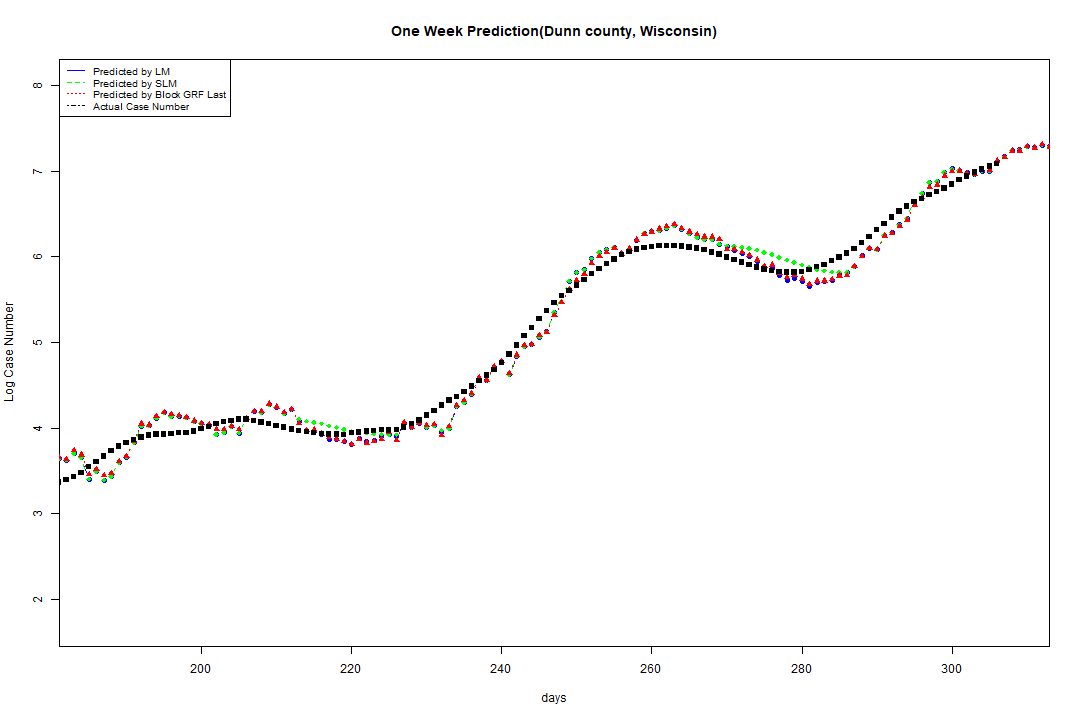 One Week Prediction(Dunn county, Wisconsin)
Predicted by LM
Predicted by SLM
Predicted by Block GRF Last
Actual Case Number
8
7
6
5
4
3
2
Log Case Number
200 220 240 260 280 300
days